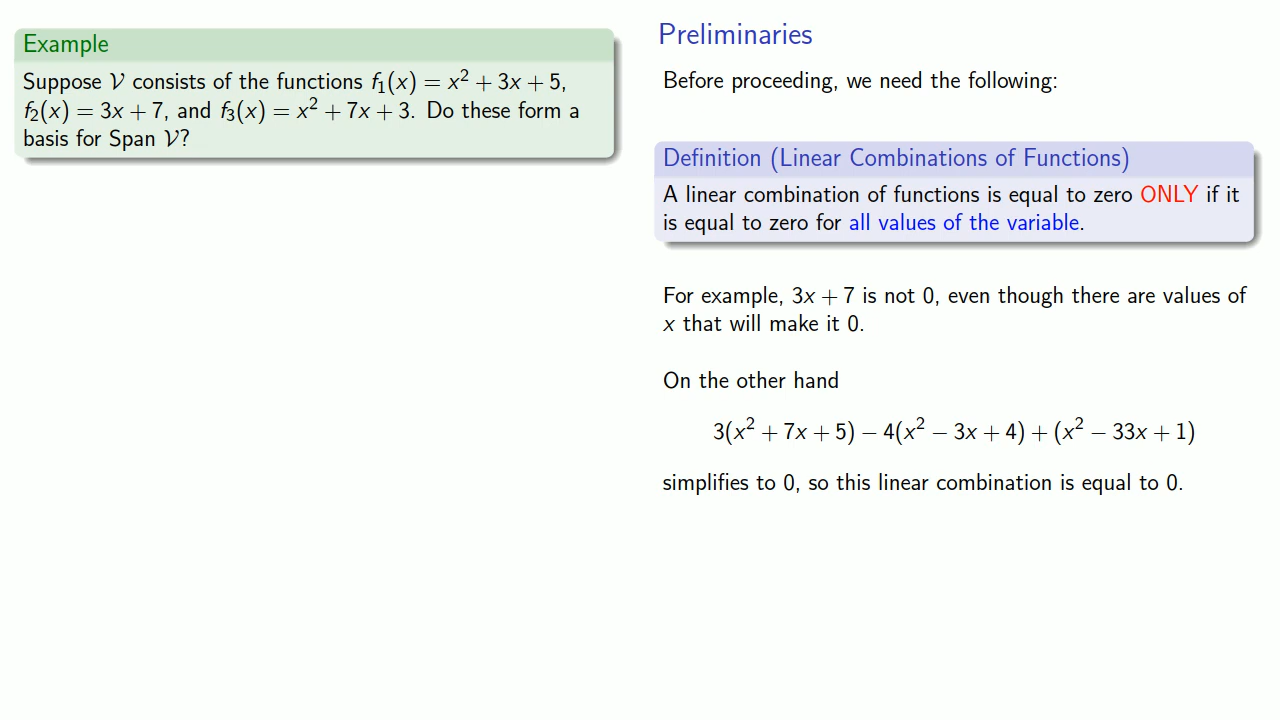 Example
Suppose 𝒱 consists of the functions f₁(x) = x² + 3x + 5,
f₂(x) = 3x + 7, and f₃(x) = x² + 7x + 3. Do these form a
basis for Span 𝒱?
Preliminaries
Before proceeding, we need the following:
Definition (Linear Combinations of Functions)
A linear combination of functions is equal to zero ONLY if it
is equal to zero for all values of the variable.
For example, 3x + 7 is not 0, even though there are values of
x that will make it 0.
On the other hand
3(x² + 7x + 5) − 4(x² − 3x + 4) + (x² − 33x + 1)
simplifies to 0, so this linear combination is equal to 0.